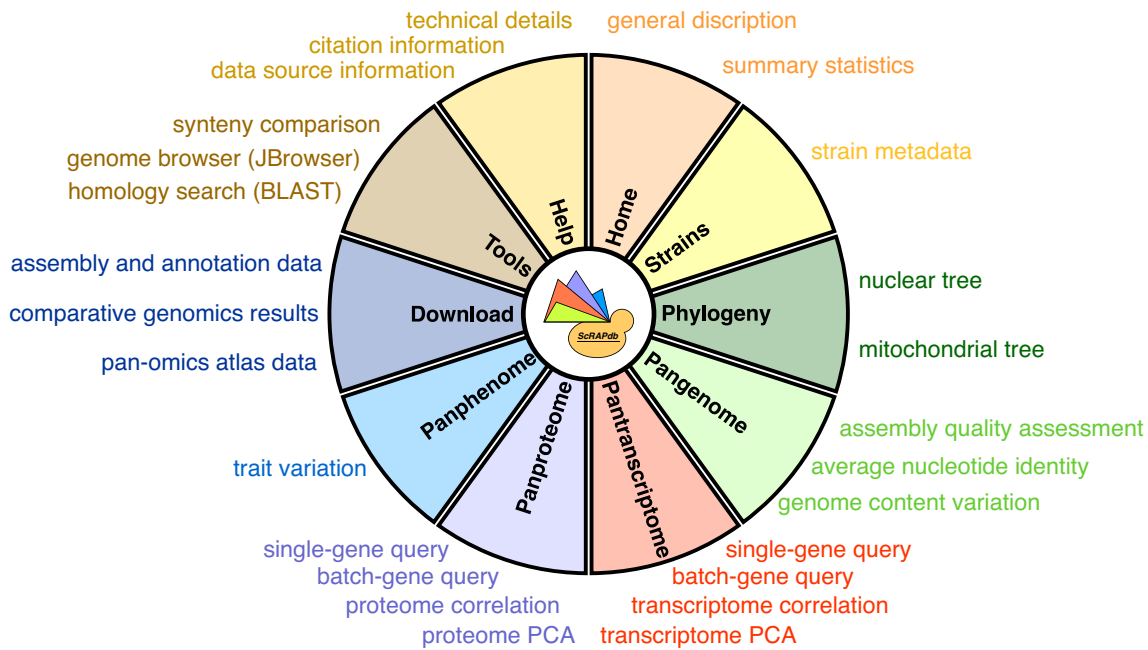 technical details
citation information
data source information
general discription
summary statistics
strain metadata
nuclear tree
mitochondrial tree
assembly quality assessment
average nucleotide identity
genome content variation
single-gene query
batch-gene query
transcriptome correlation
transcriptome PCA
single-gene query
batch-gene query
proteome correlation
proteome PCA
trait variation
assembly and annotation data
comparative genomics results
pan-omics atlas data
synteny comparison
genome browser (JBrowser)
homology search (BLAST)
Help
Home
Strains
Phylogeny
Pangenome
Pantranscriptome
Panproteome
Panphenome
Download
Tools
ScRAPdb